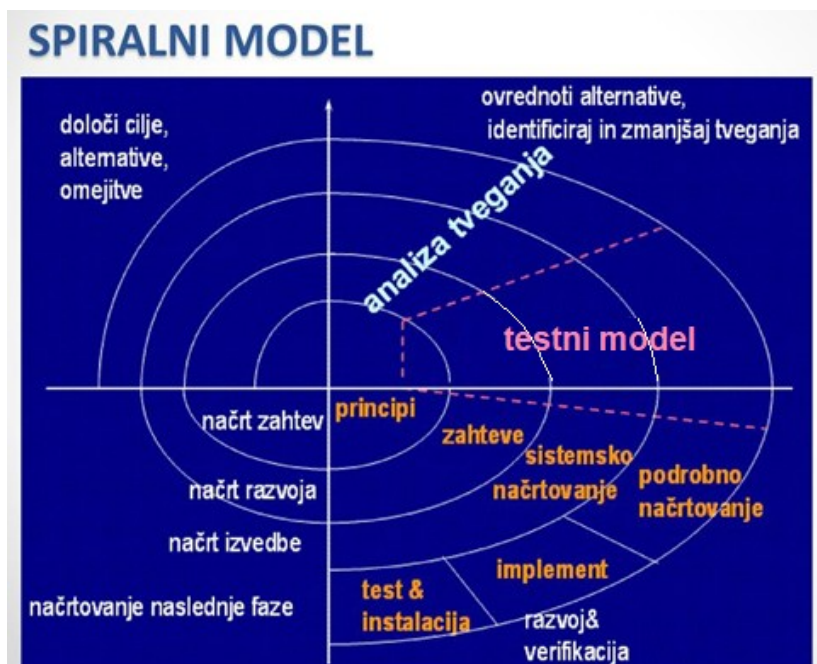 SPIRALNI MODEL
določi cilje,
alternative,
omejitve
ovrednoti alternative,
identificiraj in zmanjšaj tveganja
analiza tveganja
testni model
načrt zahtev
principi
zahteve
sistemsko
načrtovanje
podrobno
načrtovanje
načrt razvoja
načrt izvedbe
implement
test &
instalacija
načrtovanje naslednje faze
razvoj&
verifikacija